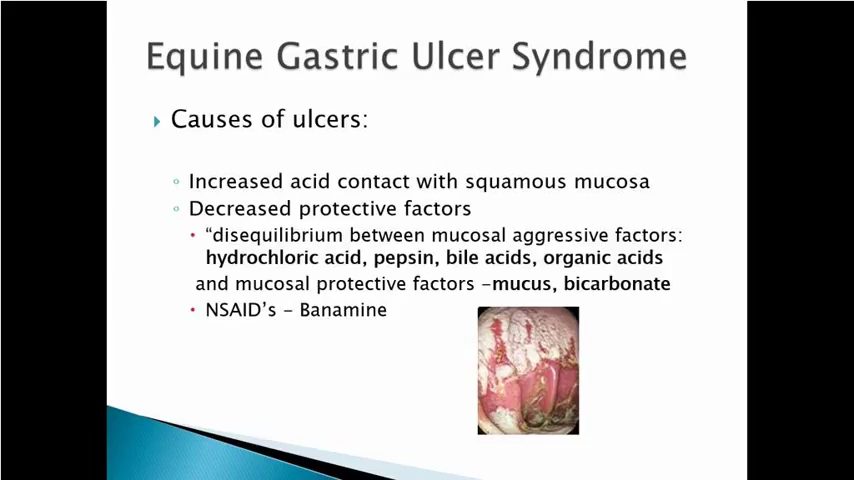 Equine Gastric Ulcer Syndrome
Causes of ulcers:
Increased acid contact with squamous mucosa
Decreased protective factors
“disequilibrium between mucosal aggressive factors:
hydrochloric acid, pepsin, bile acids, organic acids
and mucosal protective factors –mucus, bicarbonate
NSAID’s – Banamine